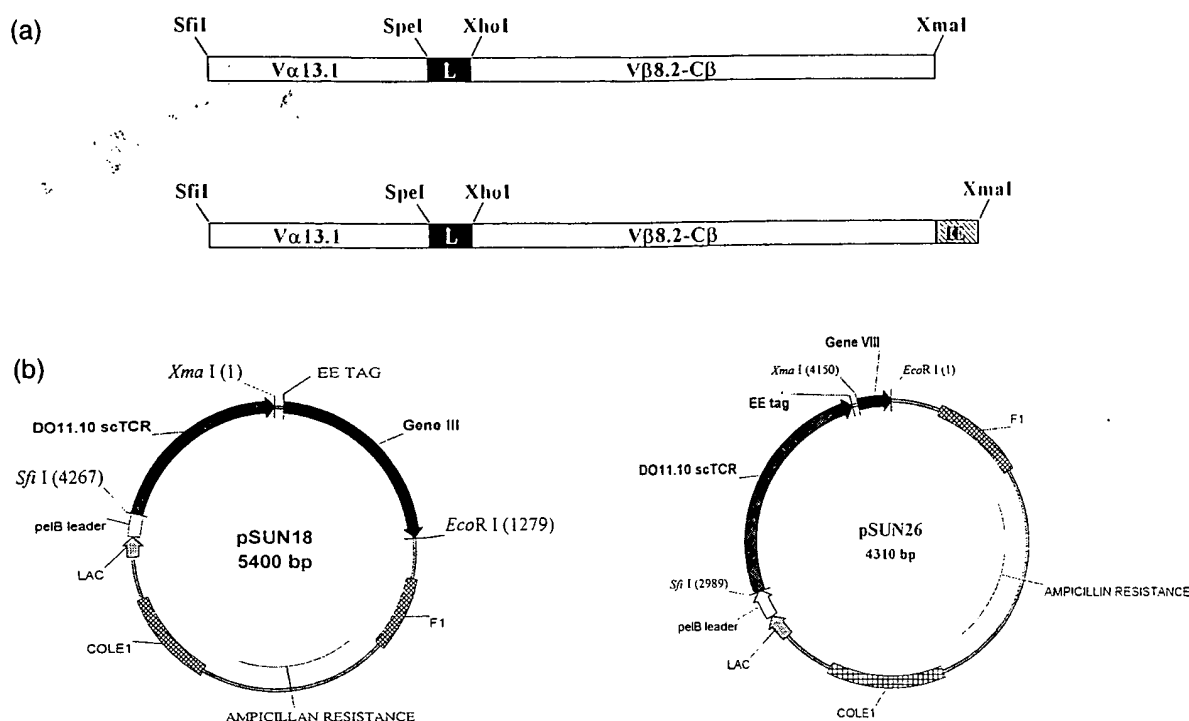 (a)
SfiI SpeI XhoI XmaI
Vα13.1 L Vβ8.2-Cβ
SfiI SpeI XhoI XmaI
Vα13.1 L Vβ8.2-Cβ
(b)
Xma I (1)
EE TAG
DO11.10 scTCR
Gene III
Sfi I (4267)
pelB leader
pSUN18
5400 bp
EcoR I (1279)
LAC
F1
COLE1
AMPICILLAN RESISTANCE
Gene VIII
Xma I (4150)
EcoR I (1)
EE tag
F1
DO11.10 scTCR
pSUN26
4310 bp
Sfi I (2989)
AMPICILLIN RESISTANCE
pelB leader
LAC
COLE1